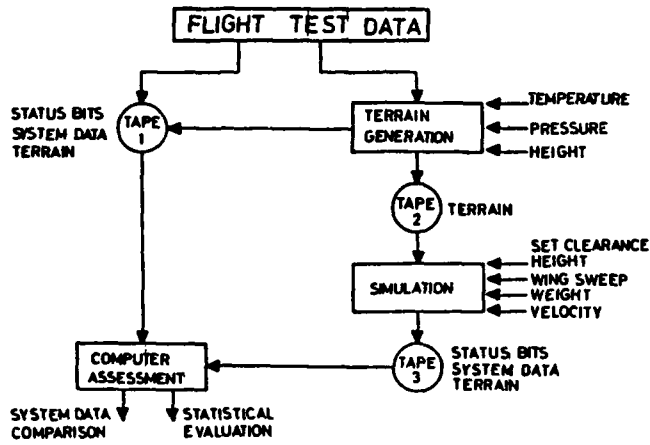 FLIGHT TEST DATA
STATUS BITS
SYSTEM DATA
TERRAIN
TAPE
1
TERRAIN
GENERATION
TEMPERATURE
PRESSURE
HEIGHT
TAPE
2
TERRAIN
SIMULATION
SET CLEARANCE
HEIGHT
WING SWEEP
WEIGHT
VELOCITY
COMPUTER
ASSESSMENT
TAPE
3
STATUS BITS
SYSTEM DATA
TERRAIN
SYSTEM DATA
COMPARISON
STATISTICAL
EVALUATION